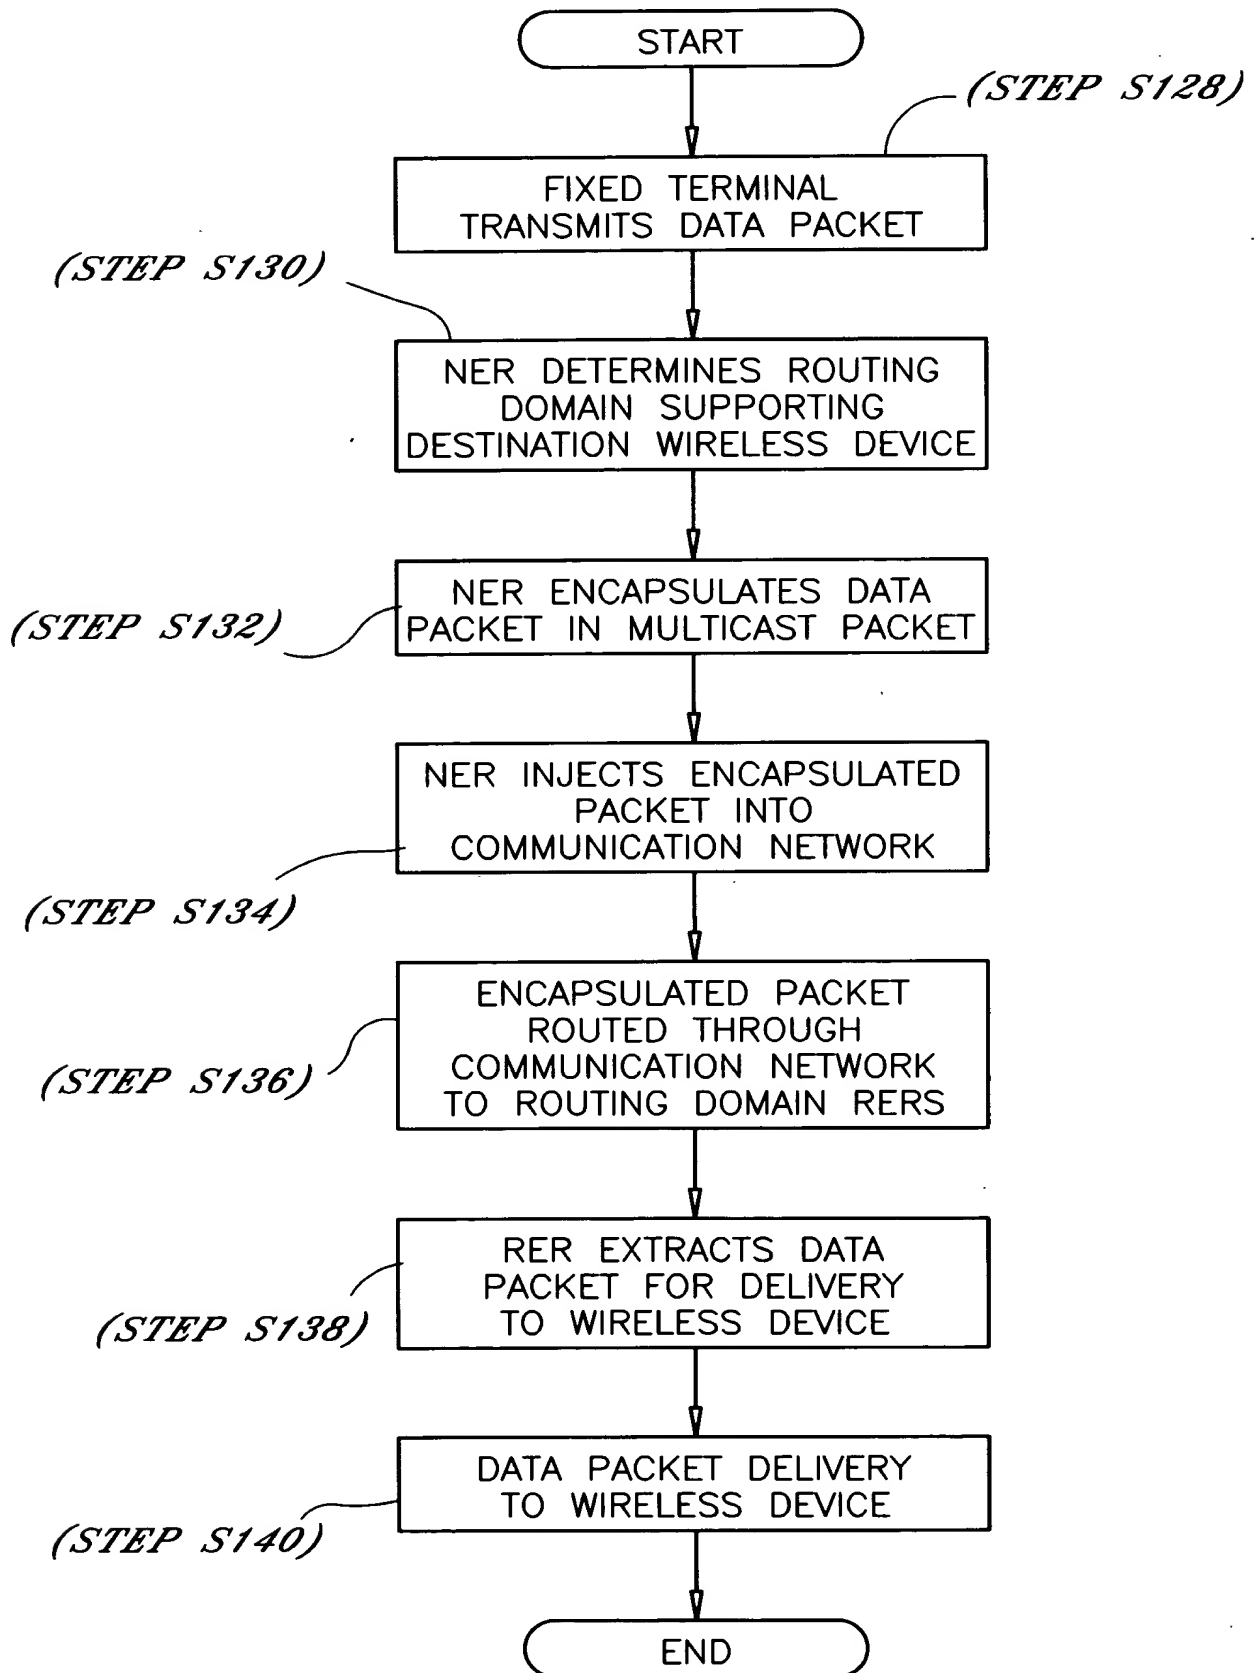 START
(STEP S128)
FIXED TERMINAL
TRANSMITS DATA PACKET
(STEP S130)
NER DETERMINES ROUTING
DOMAIN SUPPORTING
DESTINATION WIRELESS DEVICE
NER ENCAPSULATES DATA
PACKET IN MULTICAST PACKET
(STEP S132)
NER INJECTS ENCAPSULATED
PACKET INTO
COMMUNICATION NETWORK
(STEP S134)
ENCAPSULATED PACKET
ROUTED THROUGH
COMMUNICATION NETWORK
TO ROUTING DOMAIN RERS
(STEP S136)
RER EXTRACTS DATA
PACKET FOR DELIVERY
TO WIRELESS DEVICE
(STEP S138)
DATA PACKET DELIVERY
TO WIRELESS DEVICE
(STEP S140)
END